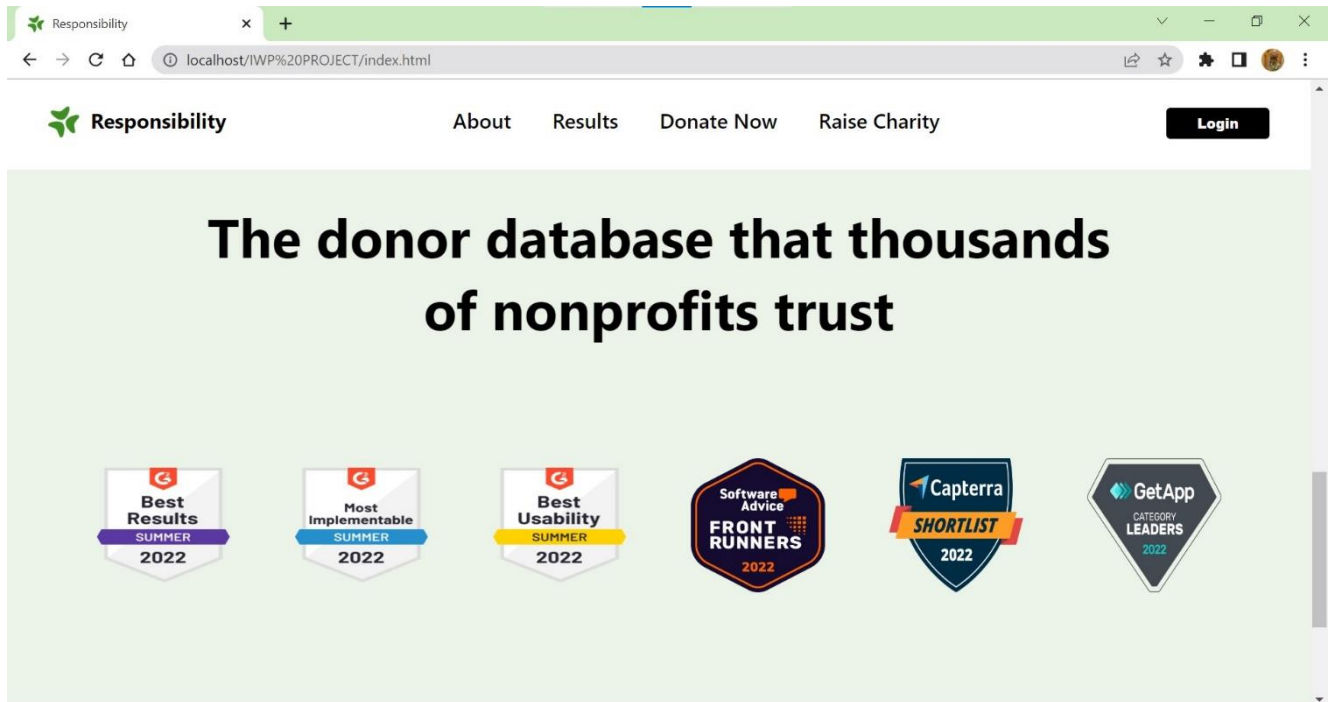 Responsibility
localhost/IWP%20PROJECT/index.html
Responsibility
About Results Donate Now Raise Charity
Login
The donor database that thousands
of nonprofits trust
Best
Results
SUMMER
2022
Most
Implementable
SUMMER
2022
Best
Usability
SUMMER
2022
Software
Advice
FRONT
RUNNERS
2022
Capterra
SHORTLIST
2022
GetApp
CATEGORY
LEADERS
2022